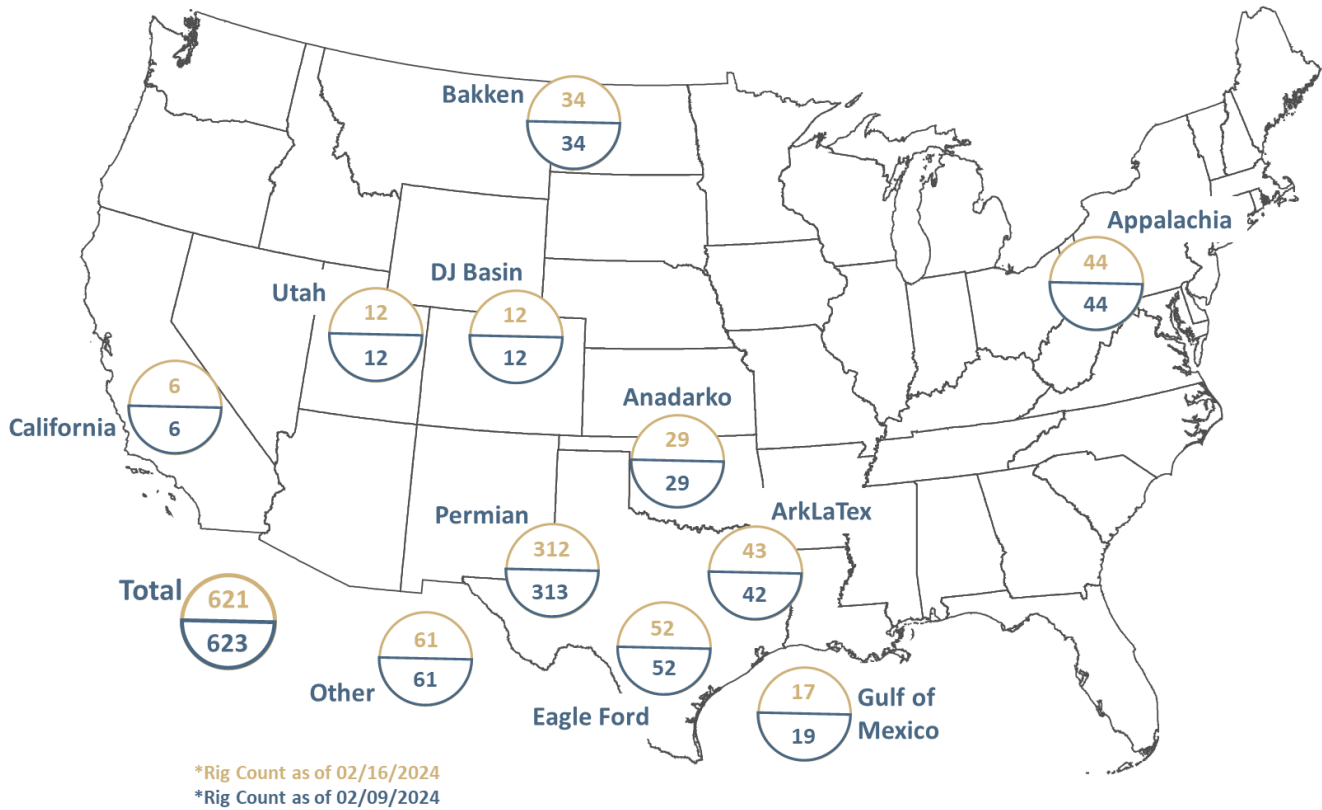 Bakken
34
34
Appalachia
44
44
DJ Basin
12
12
Utah
12
12
California
6
6
Anadarko
29
29
ArkLaTex
43
42
Permian
312
313
Total
621
623
Other
61
61
Eagle Ford
52
52
Gulf of
Mexico
17
19
*Rig Count as of 02/16/2024
*Rig Count as of 02/09/2024